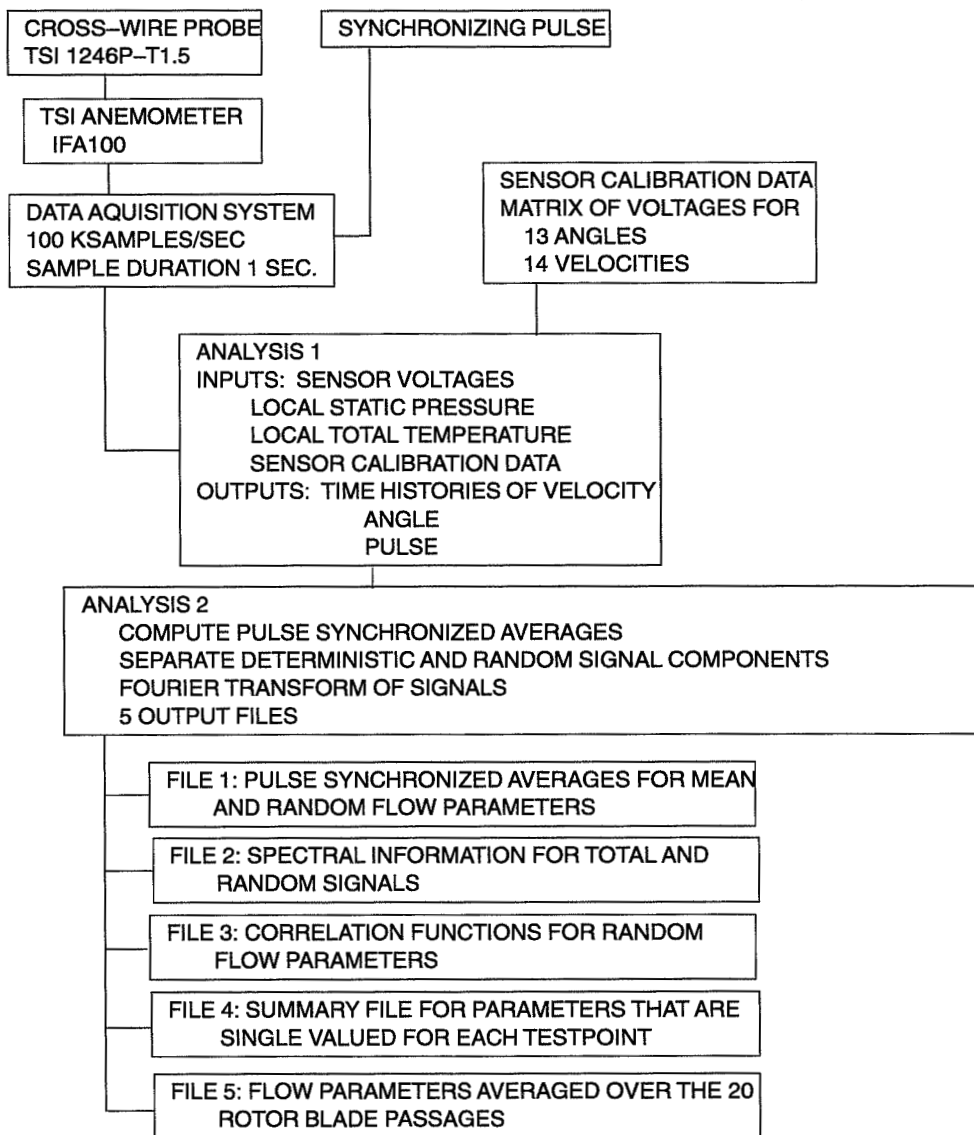 CROSS–WIRE PROBE
TSI 1246P–T1.5
SYNCHRONIZING PULSE
TSI ANEMOMETER
IFA100
DATA AQUISITION SYSTEM
100 KSAMPLES/SEC
SAMPLE DURATION 1 SEC.
SENSOR CALIBRATION DATA
MATRIX OF VOLTAGES FOR
13 ANGLES
14 VELOCITIES
ANALYSIS 1
INPUTS: SENSOR VOLTAGES
LOCAL STATIC PRESSURE
LOCAL TOTAL TEMPERATURE
SENSOR CALIBRATION DATA
OUTPUTS: TIME HISTORIES OF VELOCITY
ANGLE
PULSE
ANALYSIS 2
COMPUTE PULSE SYNCHRONIZED AVERAGES
SEPARATE DETERMINISTIC AND RANDOM SIGNAL COMPONENTS
FOURIER TRANSFORM OF SIGNALS
5 OUTPUT FILES
FILE 1: PULSE SYNCHRONIZED AVERAGES FOR MEAN
AND RANDOM FLOW PARAMETERS
FILE 2: SPECTRAL INFORMATION FOR TOTAL AND
RANDOM SIGNALS
FILE 3: CORRELATION FUNCTIONS FOR RANDOM
FLOW PARAMETERS
FILE 4: SUMMARY FILE FOR PARAMETERS THAT ARE
SINGLE VALUED FOR EACH TESTPOINT
FILE 5: FLOW PARAMETERS AVERAGED OVER THE 20
ROTOR BLADE PASSAGES